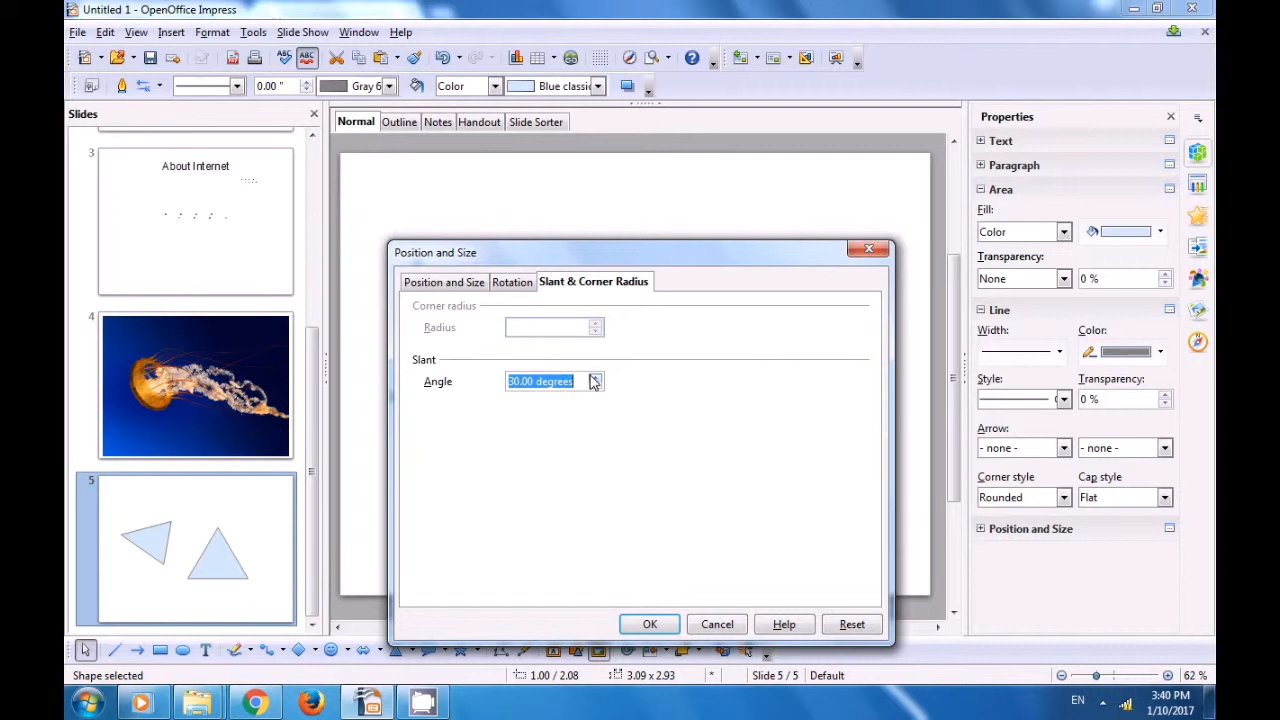 Untitled 1 - OpenOffice Impress
File Edit View Insert Format Tools Slide Show Window Help
0.00 " Gray 6 Color Blue classi
Slides
Normal Outline Notes Handout Slide Sorter
Properties
Text
Paragraph
Area
Fill:
Color
Transparency:
None 0 %
Line
Width: Color:
Style: Transparency:
0 %
Arrow:
- none - - none -
Corner style Cap style
Rounded Flat
Position and Size
3
About Internet
4
5
Position and Size
Position and Size Rotation Slant & Corner Radius
Corner radius
Radius
Slant
Angle 30.00 degrees
OK Cancel Help Reset
Shape selected 1.00 / 2.08 3.09 x 2.93 * Slide 5 / 5 Default 62 %
EN 3:40 PM
1/10/2017